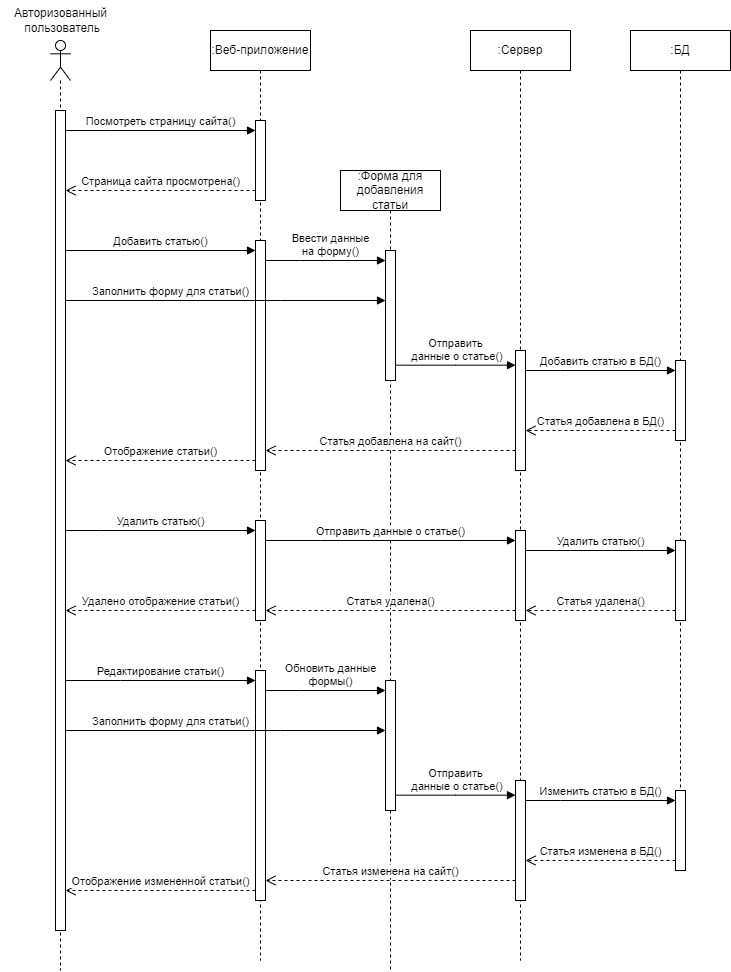 Авторизованный
пользователь
:Веб-приложение
:Сервер
:БД
Посмотреть страницу сайта()
Страница сайта просмотрена()
:Форма для
добавления
статьи
Добавить статью()
Ввести данные
на форму()
Заполнить форму для статьи()
Отправить
данные о статье()
Добавить статью в БД()
Статья добавлена в БД()
Статья добавлена на сайт()
Отображение статьи()
Удалить статью()
Отправить данные о статье()
Удалить статью()
Удалено отображение статьи()
Статья удалена()
Статья удалена()
Редактирование статьи()
Обновить данные
формы()
Заполнить форму для статьи()
Отправить
данные о статье()
Изменить статью в БД()
Статья изменена в БД()
Статья изменена на сайт()
Отображение измененной статьи()